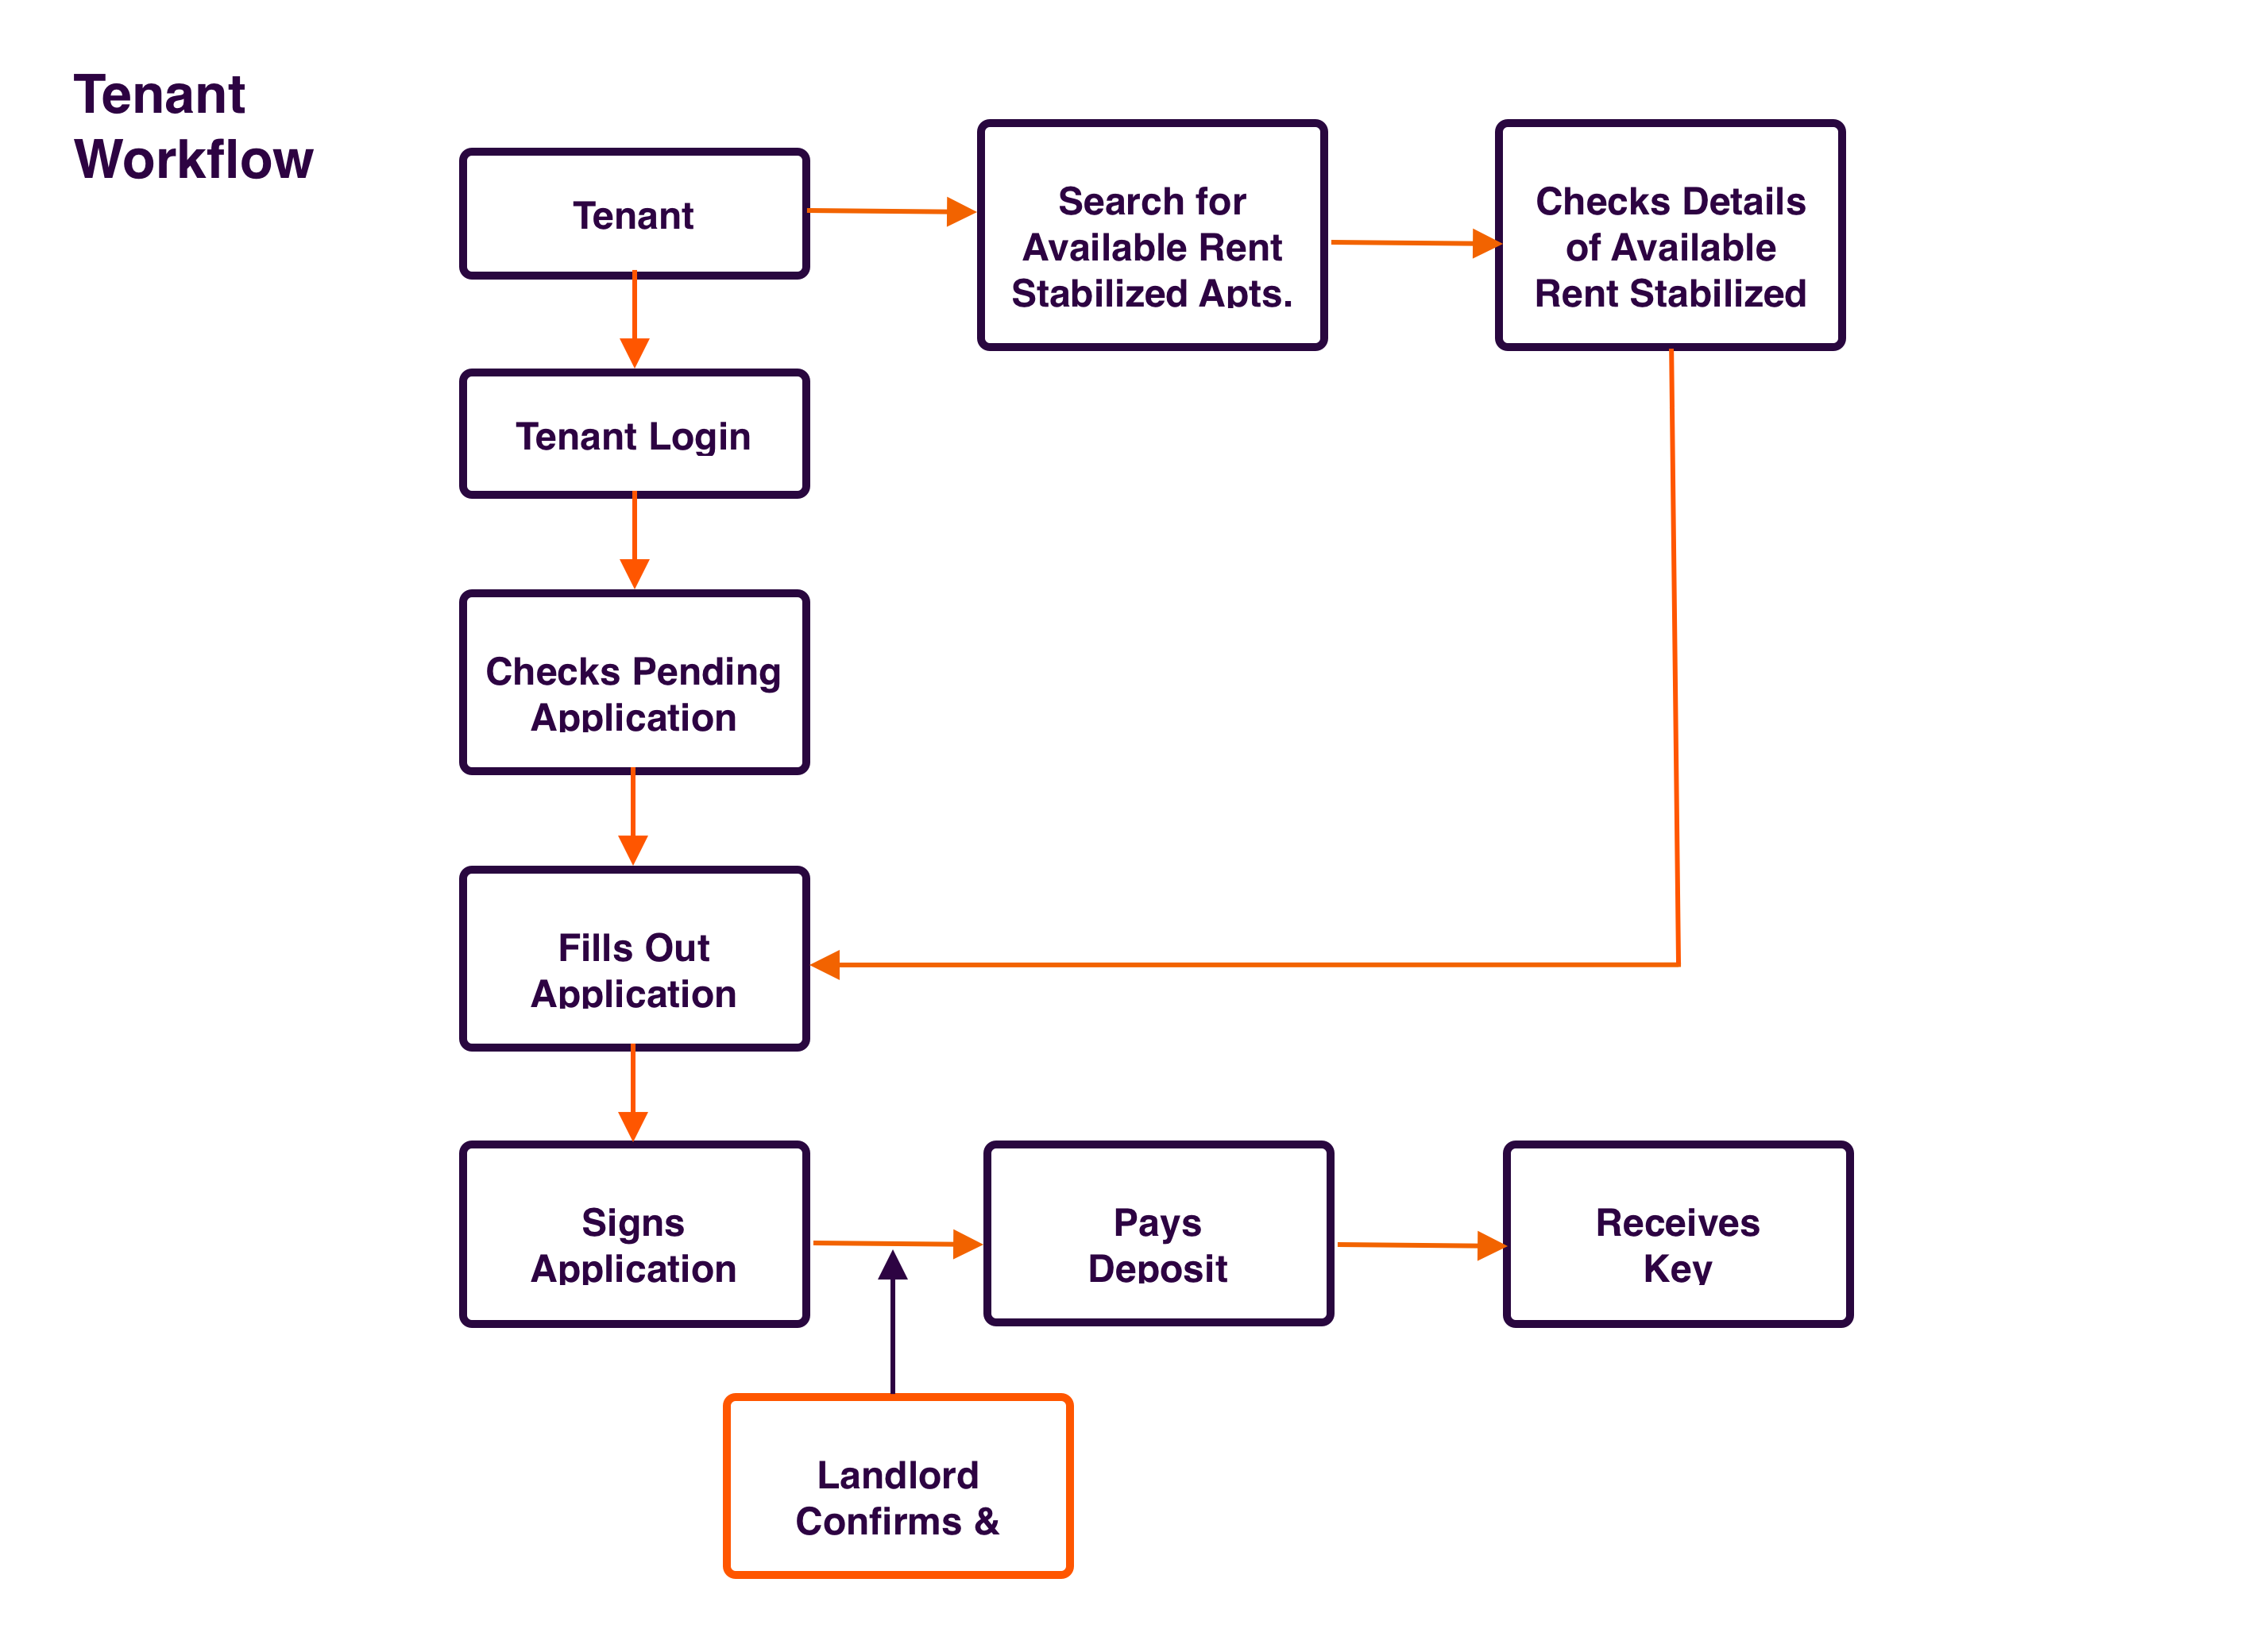 Tenant
Workflow
Tenant
Search for
Available Rent
Stabilized Apts.
Checks Details
of Available
Rent Stabilized
Tenant Login
Checks Pending
Application
Fills Out
Application
Signs
Application
Pays
Deposit
Receives
Key
Landlord
Confirms &